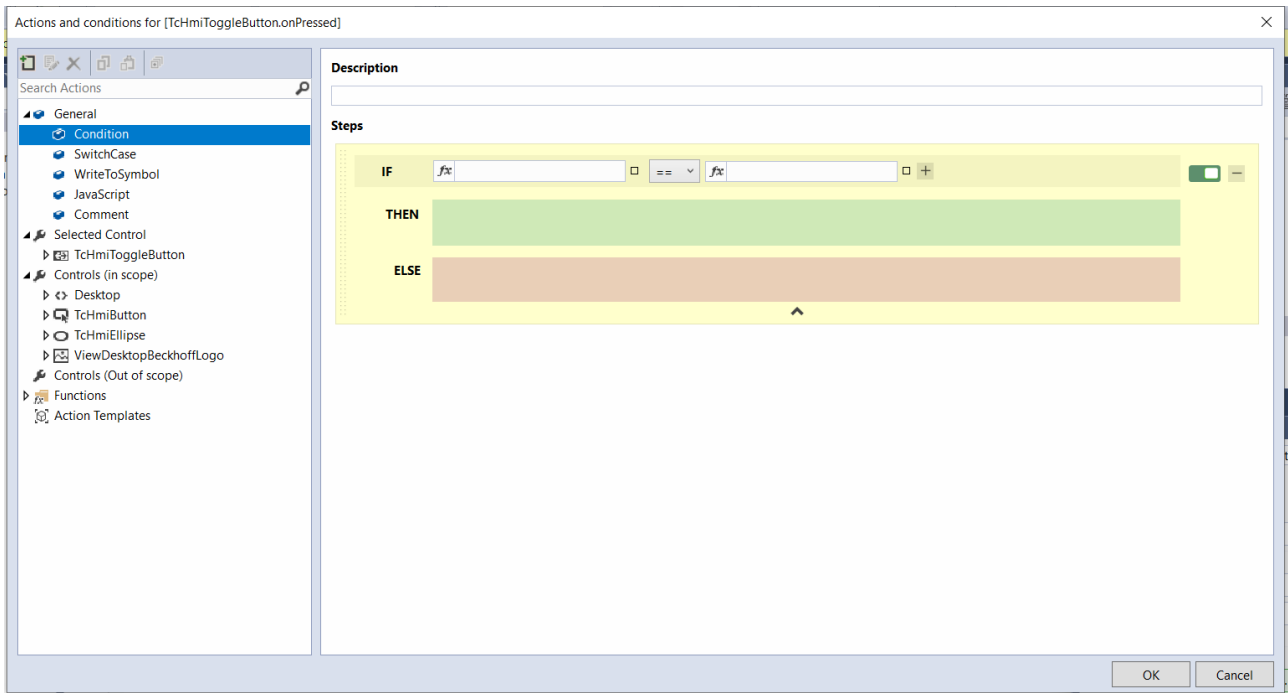 Actions and conditions for [TcHmiToggleButton.onPressed]
Search Actions
General
Condition
SwitchCase
WriteToSymbol
JavaScript
Comment
Selected Control
TcHmiToggleButton
Controls (in scope)
Desktop
TcHmiButton
TcHmiEllipse
ViewDesktopBeckhoffLogo
Controls (Out of scope)
Functions
Action Templates
Description
Steps
IF fx == fx +
THEN
ELSE
OK Cancel